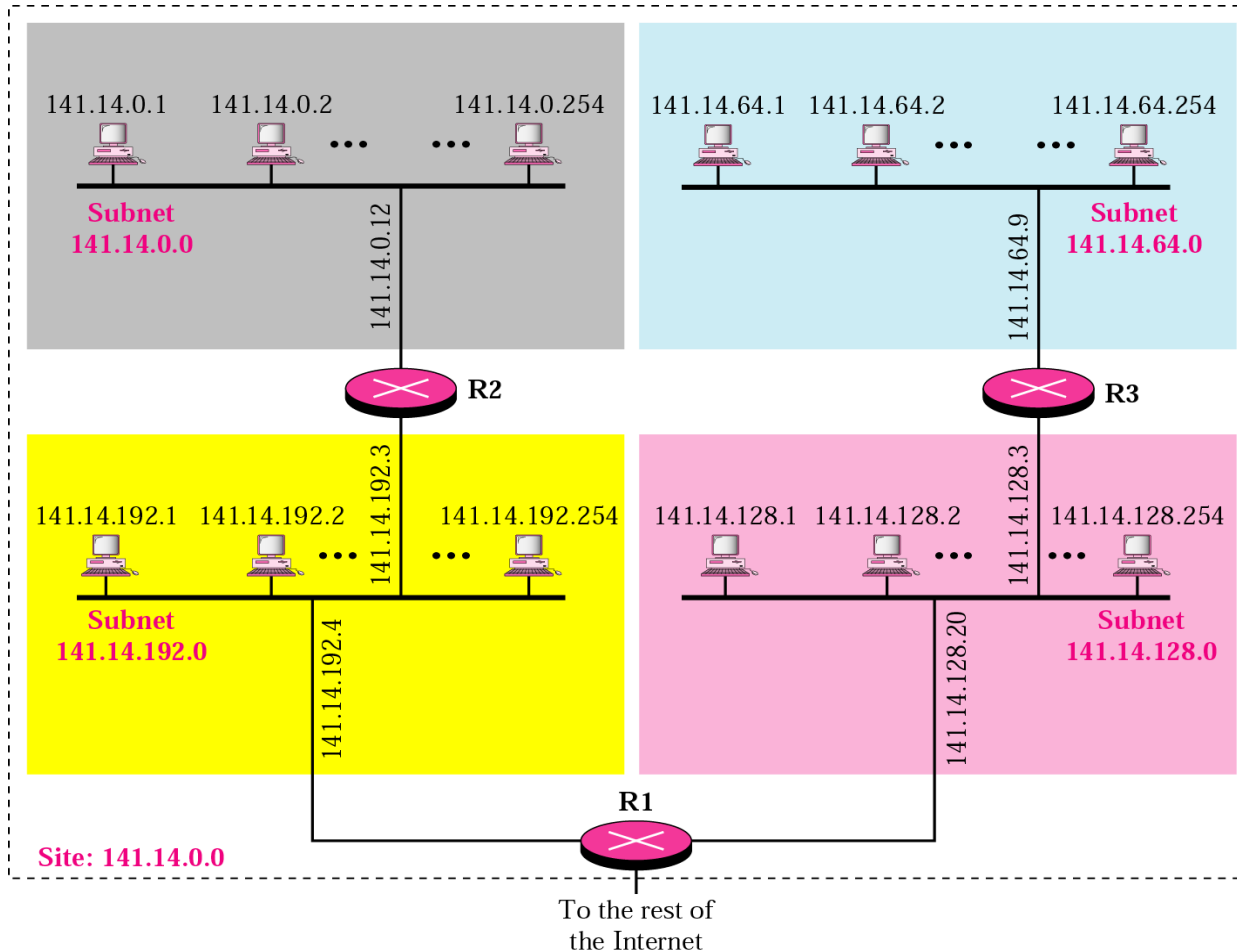 141.14.0.1
141.14.0.2
141.14.0.254
Subnet
141.14.0.0
141.14.0.12
141.14.64.1
141.14.64.2
141.14.64.254
Subnet
141.14.64.0
141.14.64.9
R2
R3
141.14.192.1
141.14.192.2
141.14.192.3
141.14.192.254
Subnet
141.14.192.0
141.14.192.4
141.14.128.1
141.14.128.2
141.14.128.3
141.14.128.254
Subnet
141.14.128.0
141.14.128.20
R1
Site: 141.14.0.0
To the rest of
the Internet